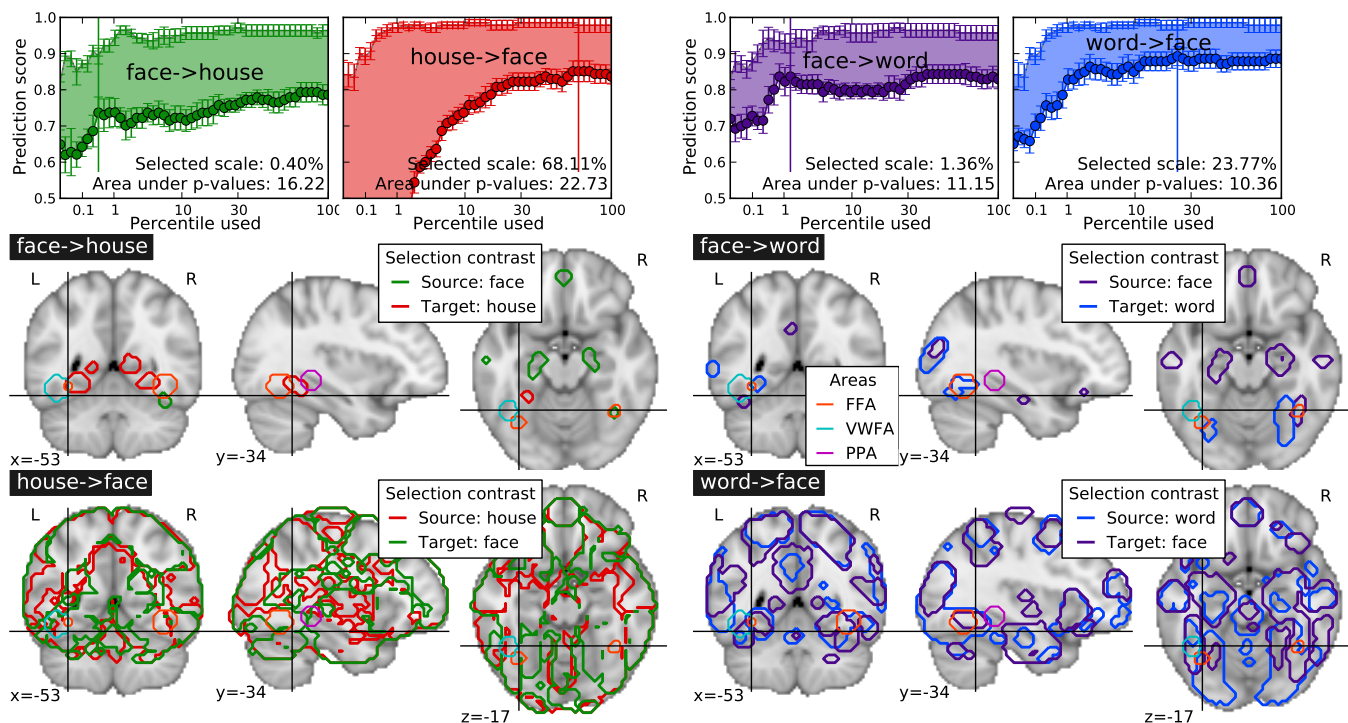 Prediction score
1.0
0.9
0.8
0.7
0.6
0.5
face->house
Selected scale: 0.40%
Area under p-values: 16.22
0.1 1 10 30 100
Percentile used
house->face
Selected scale: 68.11%
Area under p-values: 22.73
0.1 1 10 30 100
Percentile used
Prediction score
1.0
0.9
0.8
0.7
0.6
0.5
face->word
Selected scale: 1.36%
Area under p-values: 11.15
0.1 1 10 30 100
Percentile used
word->face
Selected scale: 23.77%
Area under p-values: 10.36
0.1 1 10 30 100
Percentile used
face->house
L R
x=-53
y=-34
R
Selection contrast
Source: face
Target: house
face->word
L R
x=-53
y=-34
R
Selection contrast
Source: face
Target: word
Areas
FFA
VWFA
PPA
house->face
L R
x=-53
y=-34
R
z=-17
Selection contrast
Source: house
Target: face
word->face
L R
x=-53
y=-34
R
z=-17
Selection contrast
Source: word
Target: face